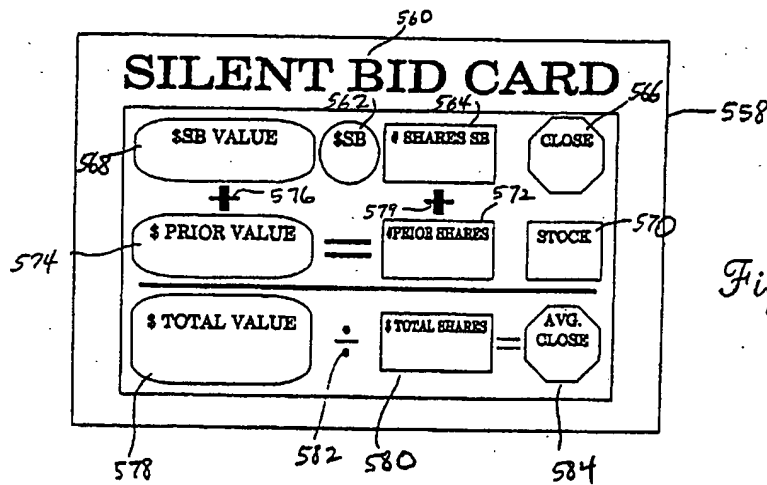 560
SILENT BID CARD
562 564 566
558
$SB VALUE $SB # SHARES SB CLOSE
568
+ 576 579 + 572 570
$ PRIOR VALUE = #PRIOR SHARES STOCK
574
Fi
$ TOTAL VALUE ÷ $ TOTAL SHARES = AVG. CLOSE
578 582 580 584